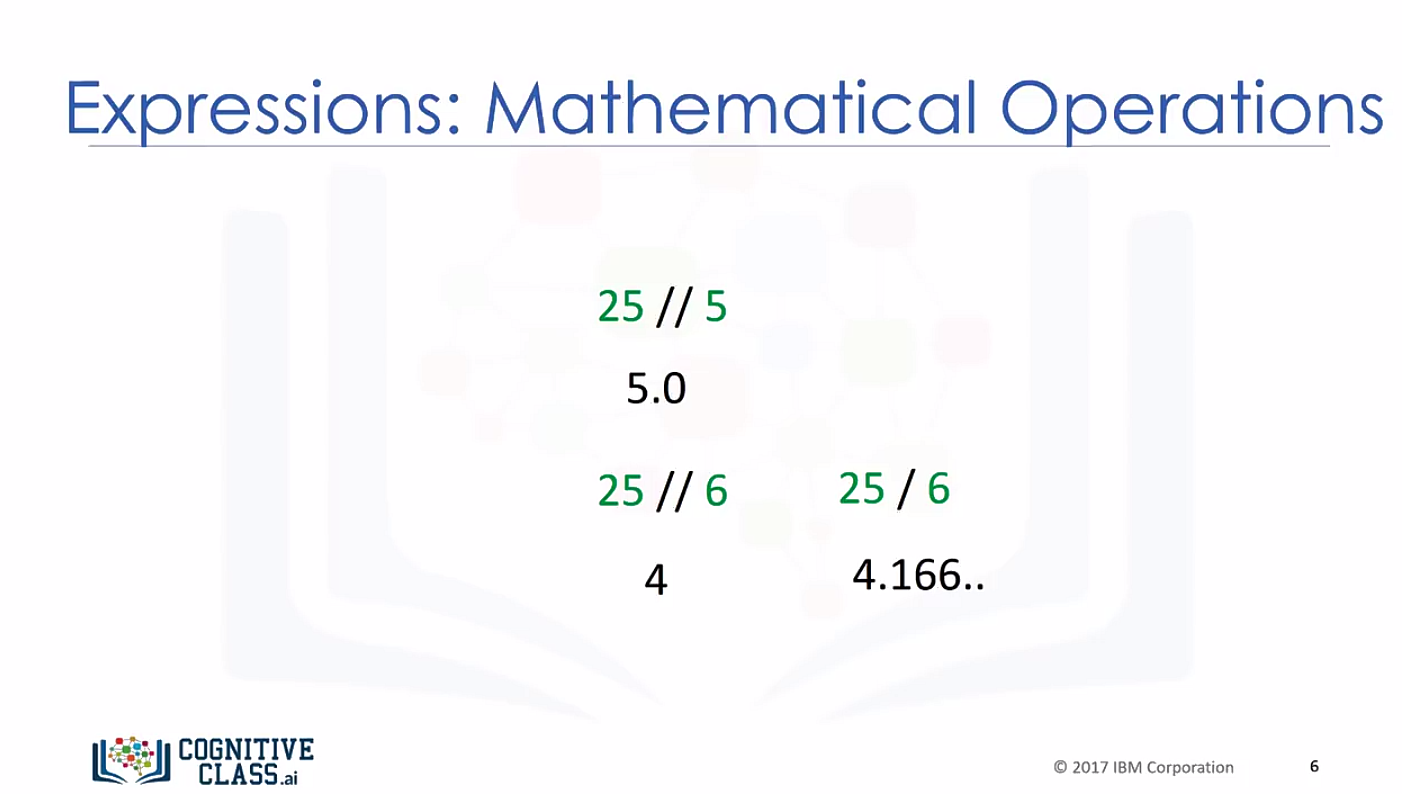 Expressions: Mathematical Operations
25 // 5
5.0
25 // 6
25 / 6
4
4.166..
COGNITIVE
CLASS.ai
© 2017 IBM Corporation
6